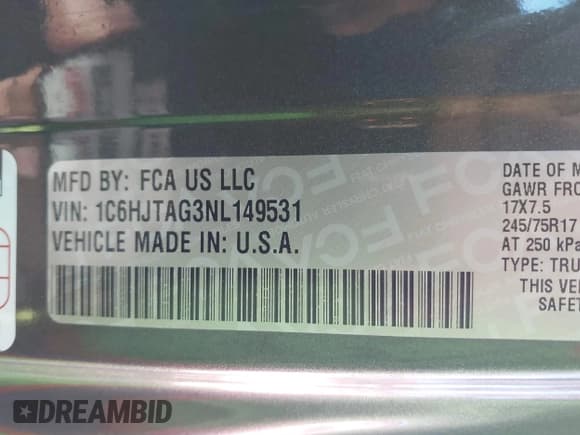 MFD BY: FCA US LLC
VIN: 1C6HJTAG3NL149531
VEHICLE MADE IN: U.S.A.
DATE OF M
GAWR FRO
17X7.5
245/75R17
AT 250 kPa
TYPE: TRU
THIS VE
SAFET
DREAMBID